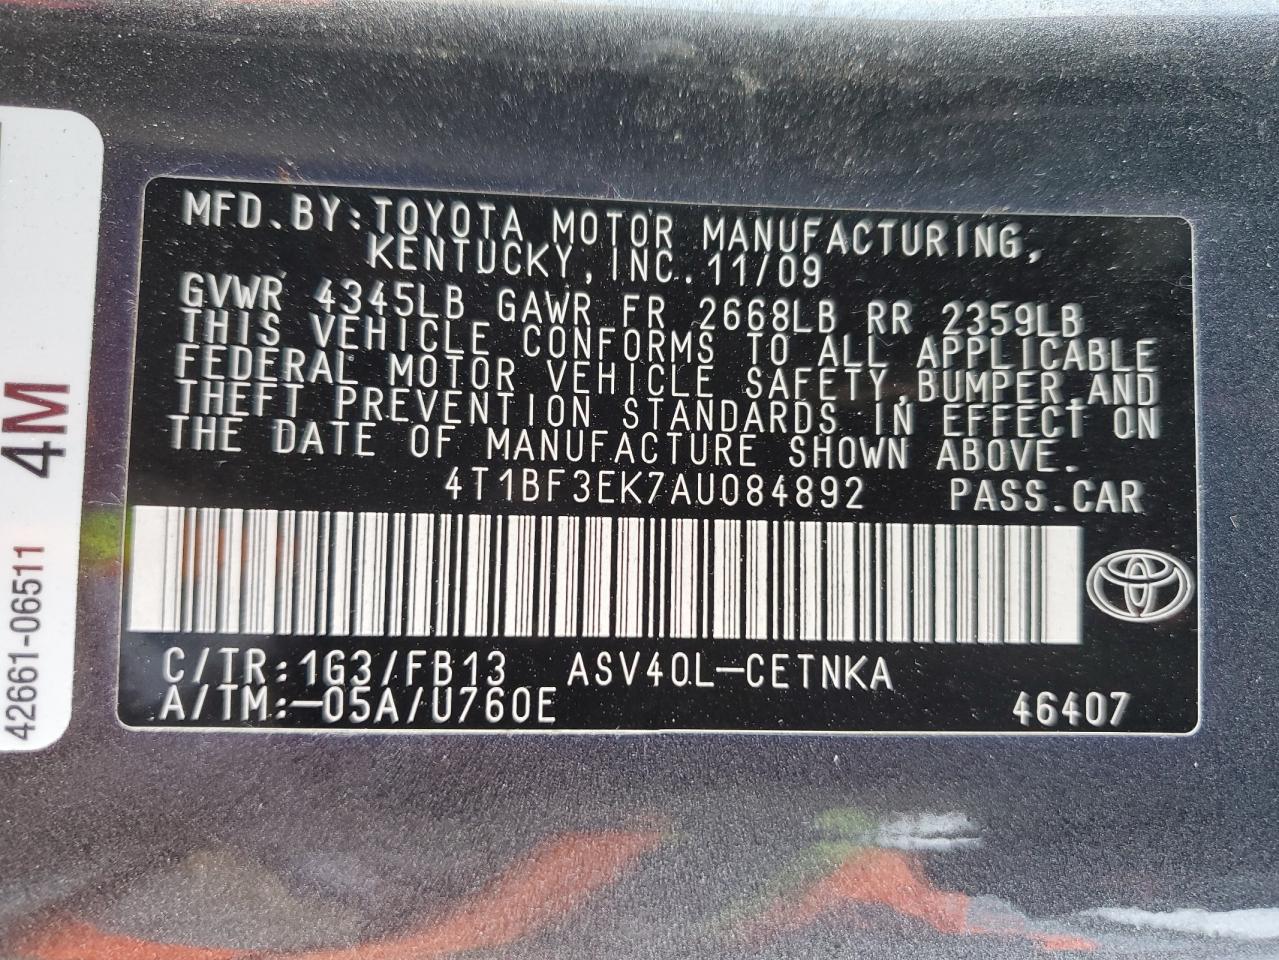 MFD.BY:TOYOTA MOTOR MANUFACTURING,
KENTUCKY,INC.11/09
GVWR 4345LB GAWR FR 2668LB RR 2359LB
THIS VEHICLE CONFORMS TO ALL APPLICABLE
FEDERAL MOTOR VEHICLE SAFETY,BUMPER,AND
THEFT PREVENTION STANDARDS IN EFFECT ON
THE DATE OF MANUFACTURE SHOWN ABOVE.
4T1BF3EK7AU084892 PASS.CAR
C/TR:1G3/FB13 ASV40L-CETNKA
A/TM:-05A/U760E 46407
42661-06511 4M